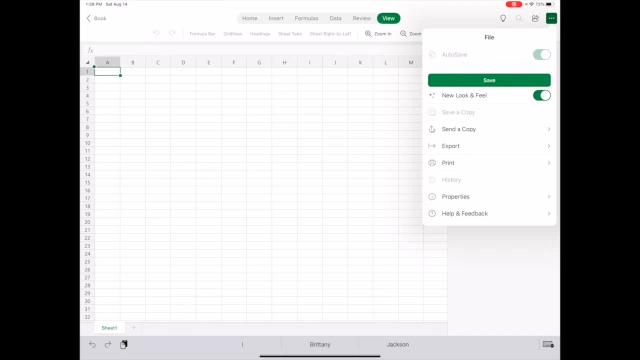 1:28 PM Sat Aug 14
73%
Book
Home Insert Formulas Data Review View
Formula Bar Gridlines Headings Sheet Tabs Sheet Right-to-Left Zoom In Zoom
fx
A B C D E F G H I J K L M
1
2
3
4
5
6
7
8
9
10
11
12
13
14
15
16
17
18
19
20
21
22
23
24
25
26
27
28
29
30
31
32
File
AutoSave
Save
New Look & Feel
Save a Copy
Send a Copy
Export
Print
History
Properties
Help & Feedback
Sheet1 +
I Brittany Jackson